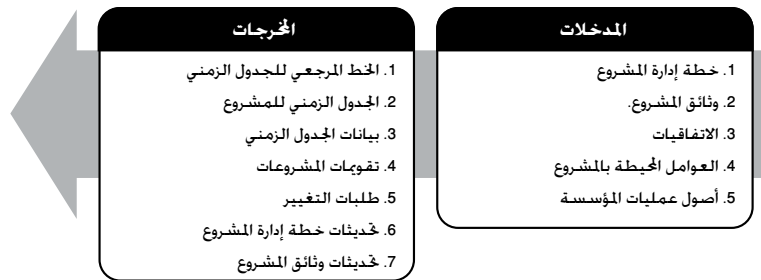 المدخلات
1. خطة إدارة المشروع
2. وثائق المشروع.
3. الاتفاقيات
4. العوامل المحيطة بالمشروع
5. أصول عمليات المؤسسة
المخرجات
1. الخط المرجعي للجدول الزمني
2. الجدول الزمني للمشروع
3. بيانات الجدول الزمني
4. تقويمات المشروعات
5. طلبات التغيير
6. تحديثات خطة إدارة المشروع
7. تحديثات وثائق المشروع